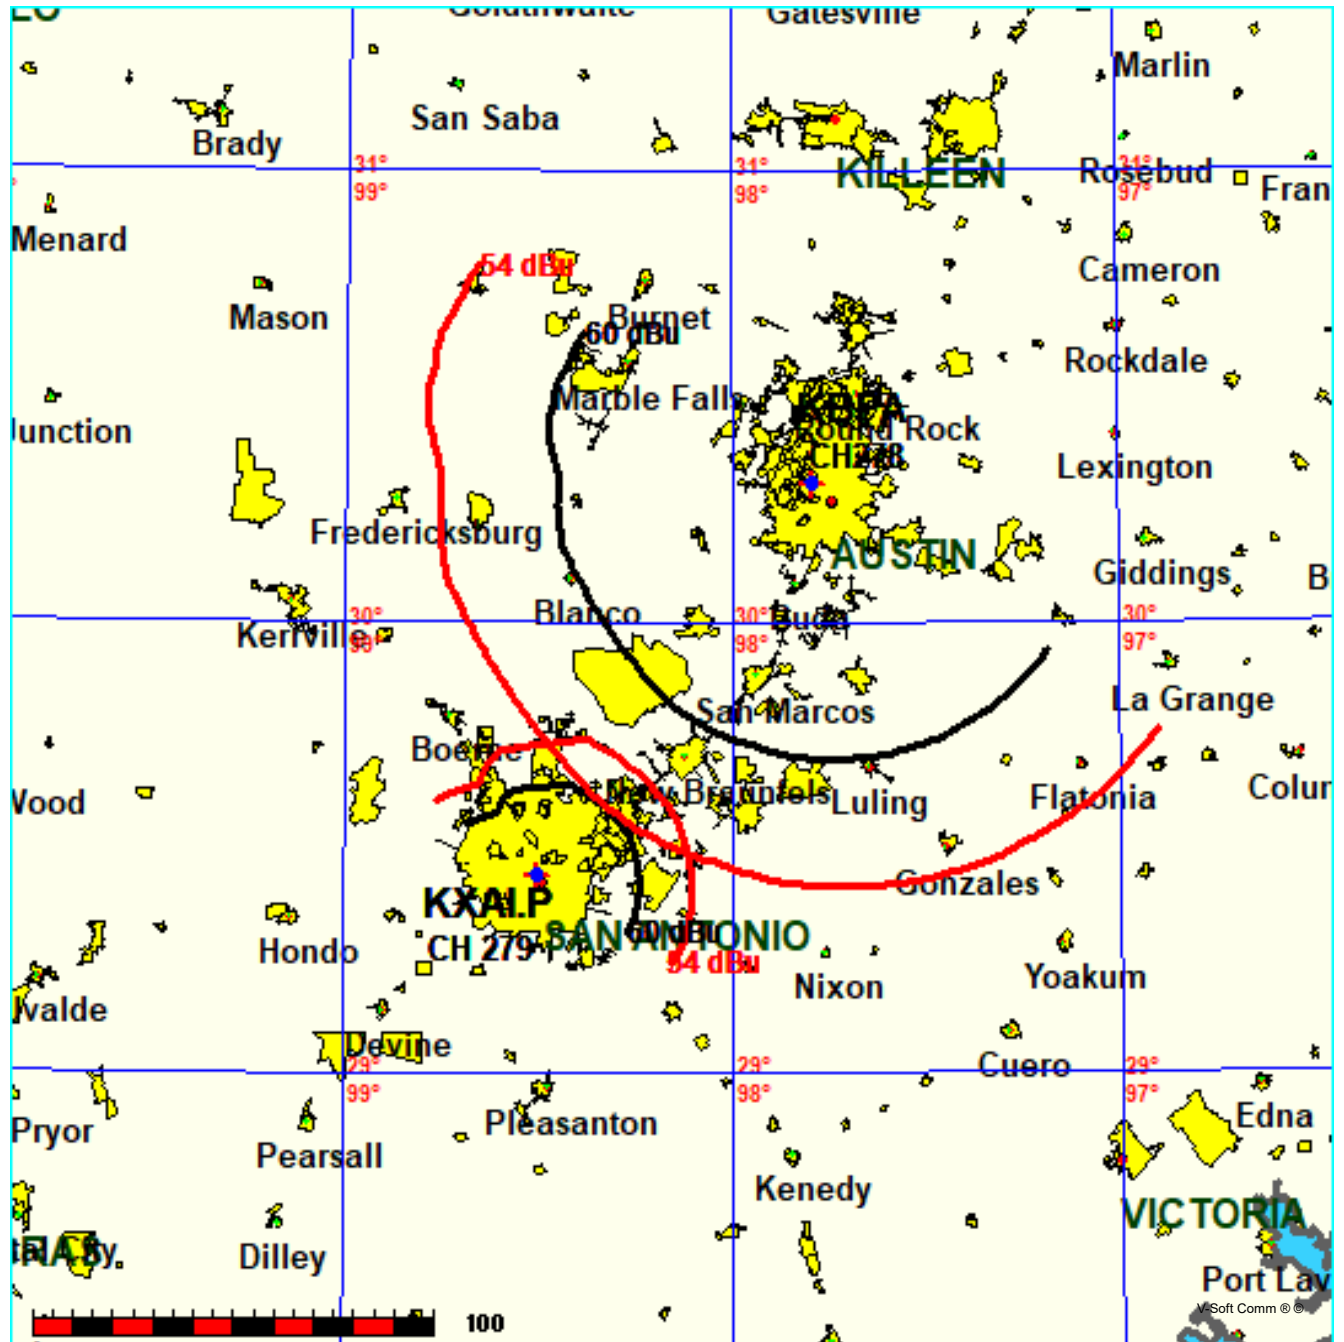 Goldthwaite
Gatesville
Marlin
San Saba
Brady
31°
99°
31°
98°
KILLEEN
Rosebud
31°
97°
Fran
Menard
Cameron
54 dBu
Mason
Burnet
60 dBu
Rockdale
Marble Falls
Junction
Round Rock
Lexington
Fredericksburg
AUSTIN
Giddings
B
Blanco
Buda
30°
99°
30°
98°
30°
97°
Kerrville
La Grange
San Marcos
Boerne
New Braunfels
Luling
Flatonia
Colur
Wood
Gonzales
KXAI.P
CH 279
SAN ANTONIO
60 dBu
54 dBu
Hondo
Nixon
Yoakum
Devine
29°
99°
29°
98°
Cuero
29°
97°
Pryor
Pleasanton
Edna
Pearsall
Kenedy
VICTORIA
Dilley
Port Lav
V-Soft Comm ® ©
100